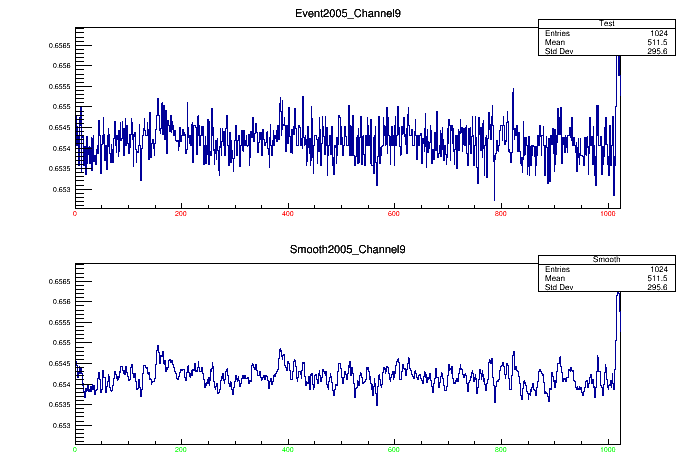 Event2005_Channel9
Test
Entries 1024
Mean 511.5
Std Dev 295.6
0.6565
0.656
0.6555
0.655
0.6545
0.654
0.6535
0.653
0 200 400 600 800 1000
Smooth2005_Channel9
Smooth
Entries 1024
Mean 511.5
Std Dev 295.6
0.6565
0.656
0.6555
0.655
0.6545
0.654
0.6535
0.653
0 200 400 600 800 1000